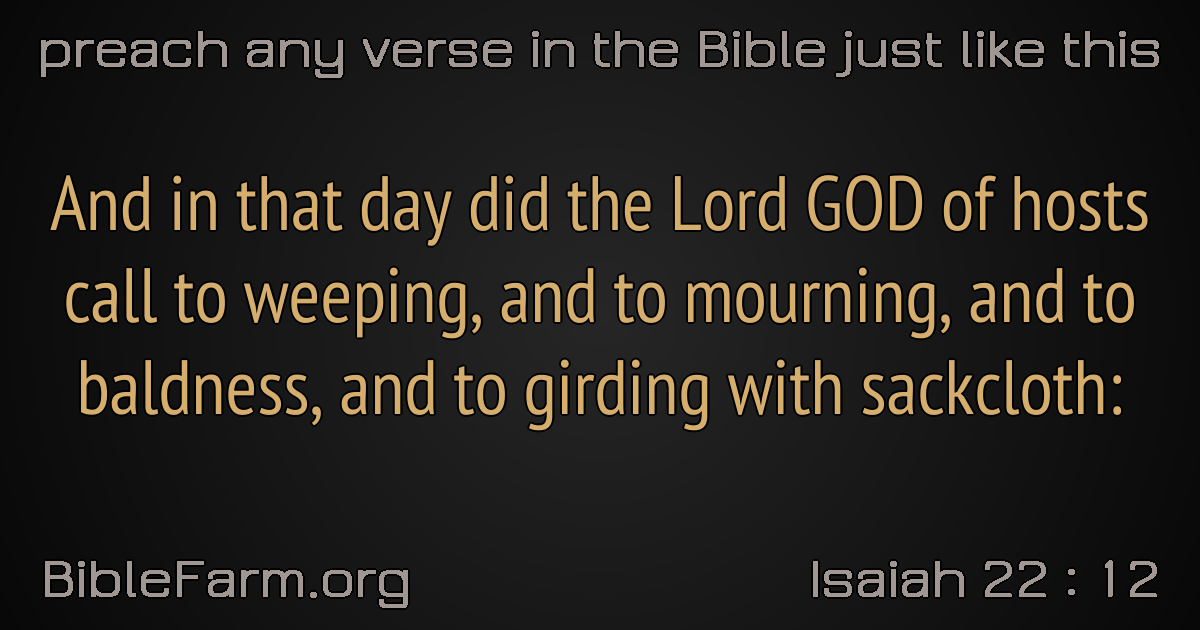 preach any verse in the Bible just like this
And in that day did the Lord GOD of hosts
call to weeping, and to mourning, and to
baldness, and to girding with sackcloth:
BibleFarm.org
Isaiah 22 : 12